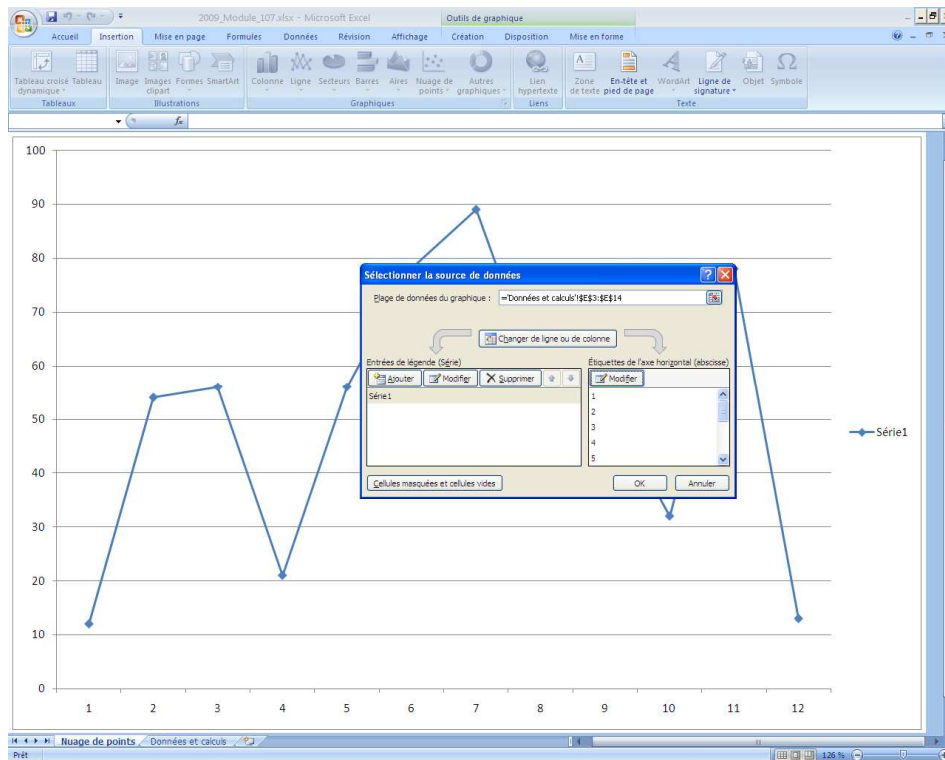 2009_Module_107.xlsx - Microsoft Excel
Outils de graphique
Accueil Insertion Mise en page Formules Données Révision Affichage Création Disposition Mise en forme
Tableau croisé dynamique Tableau
Image Images clipart Formes SmartArt
Colonne Ligne Secteurs Barres Aires Nuage de points Autres graphiques
Lien hypertexte
Zone de texte En-tête et pied de page WordArt Ligne de signature Objet Symbole
Tableaux Illustrations Graphiques Liens Texte
fx
100
90
80
70
60
50
40
30
20
10
0
1 2 3 4 5 6 7 8 9 10 11 12
Série1
Sélectionner la source de données
Plage de données du graphique : ='Données et calculs'!$E$3:$E$14
Changer de ligne ou de colonne
Entrées de légende (Série)
Ajouter Modifier Supprimer
Série1
Étiquettes de l'axe horizontal (abscisse)
Modifier
1
2
3
4
5
Cellules masquées et cellules vides
OK Annuler
Nuage de points Données et calculs
Prêt 126 %